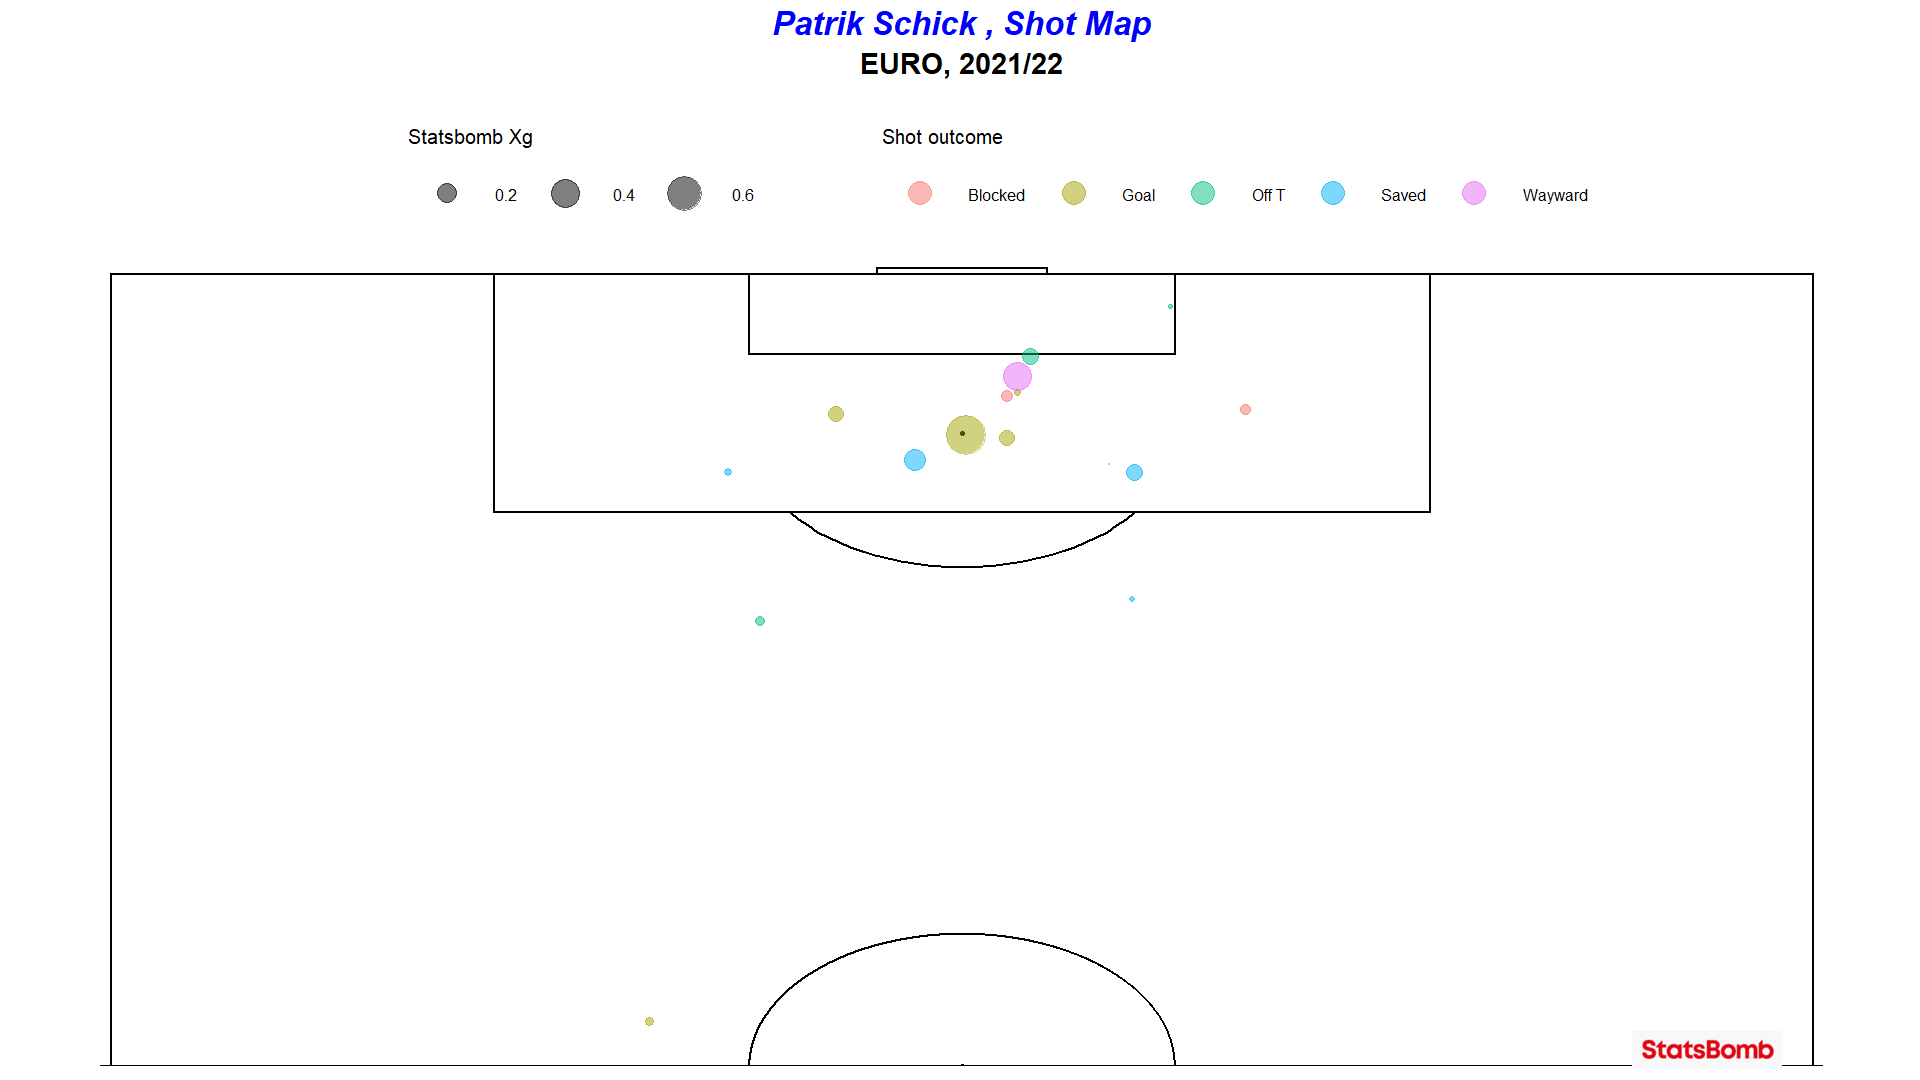 Patrik Schick , Shot Map
EURO, 2021/22
Statsbomb Xg
0.2 0.4 0.6
Shot outcome
Blocked Goal Off T Saved Wayward
StatsBomb